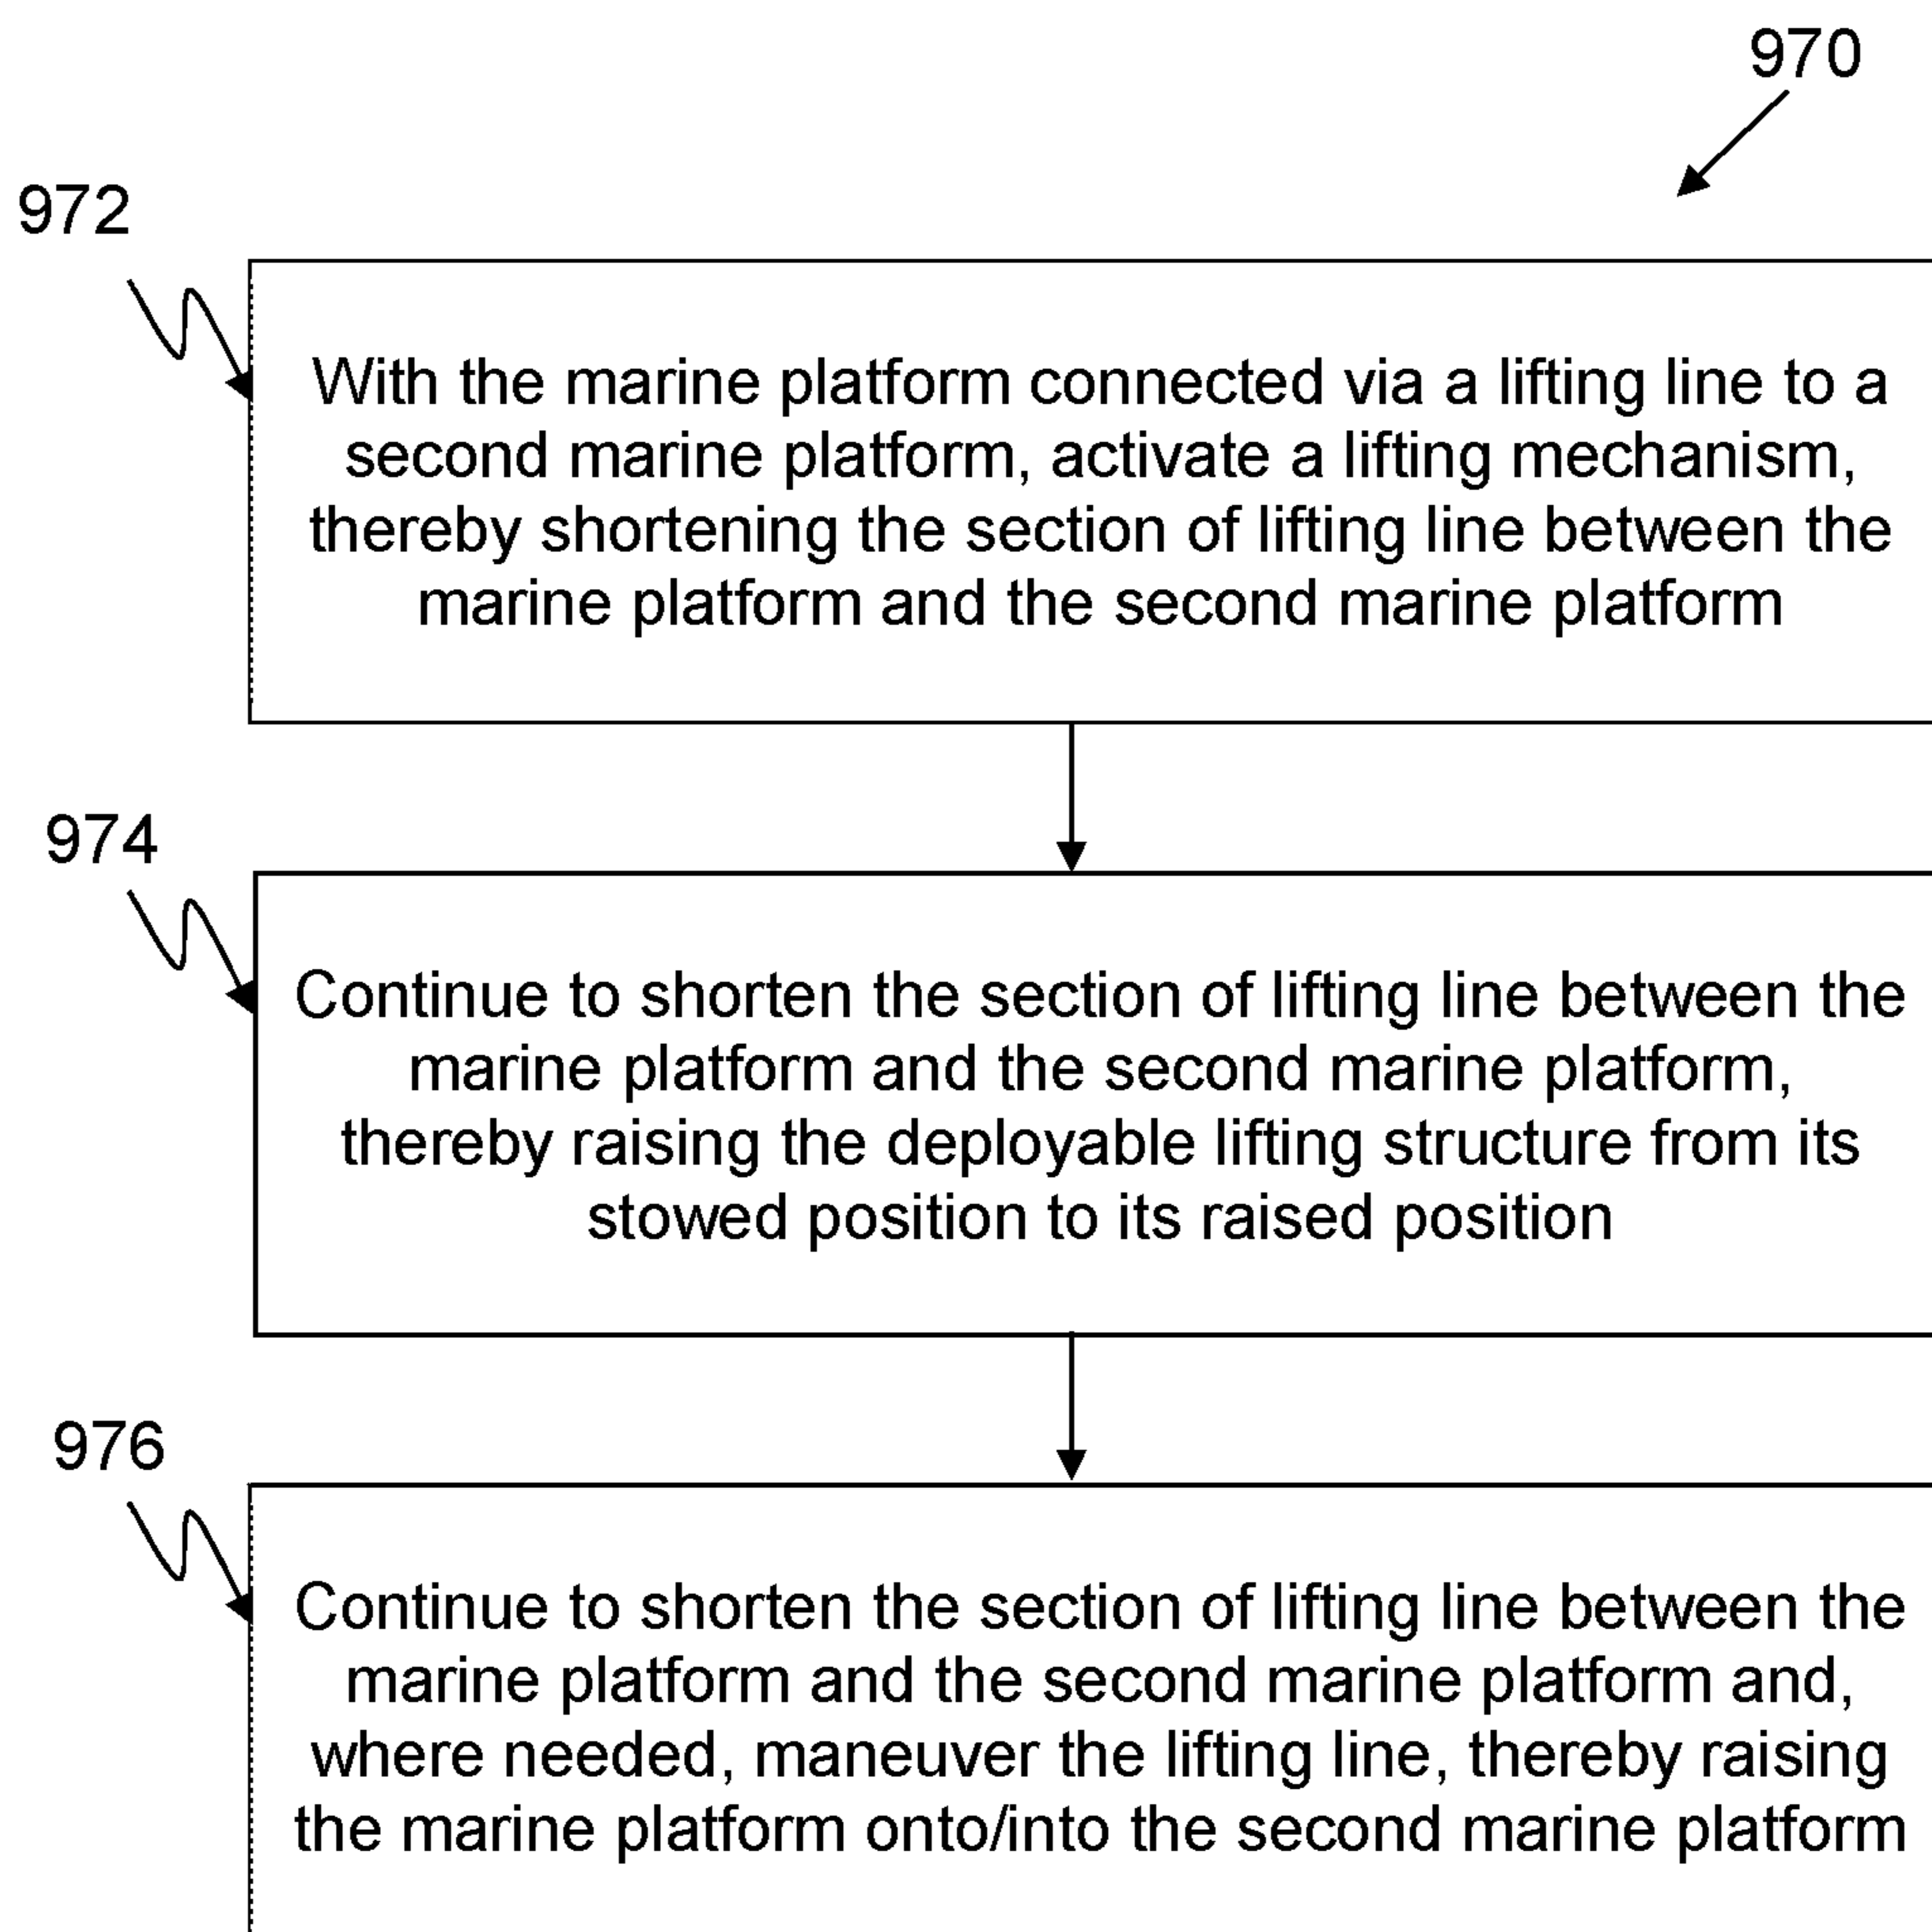 970
972
With the marine platform connected via a lifting line to a
second marine platform, activate a lifting mechanism,
thereby shortening the section of lifting line between the
marine platform and the second marine platform
974
Continue to shorten the section of lifting line between the
marine platform and the second marine platform,
thereby raising the deployable lifting structure from its
stowed position to its raised position
976
Continue to shorten the section of lifting line between the
marine platform and the second marine platform and,
where needed, maneuver the lifting line, thereby raising
the marine platform onto/into the second marine platform